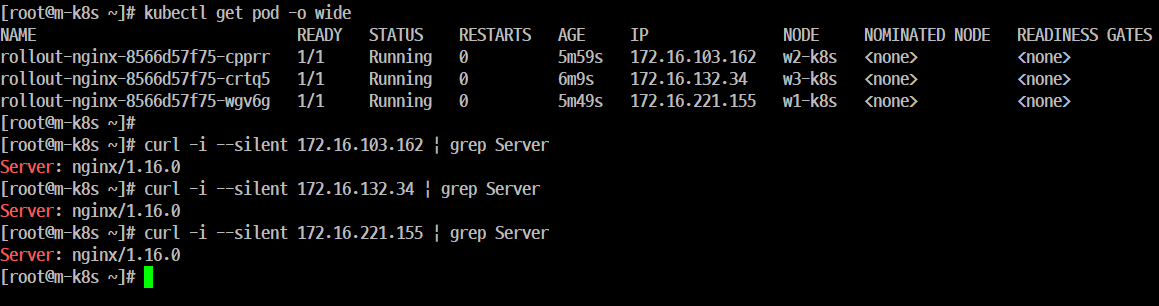 [root@m-k8s ~]# kubectl get pod -o wide
NAME READY STATUS RESTARTS AGE IP NODE NOMINATED NODE READINESS GATES
rollout-nginx-8566d57f75-cpprr 1/1 Running 0 5m59s 172.16.103.162 w2-k8s <none> <none>
rollout-nginx-8566d57f75-crtq5 1/1 Running 0 6m9s 172.16.132.34 w3-k8s <none> <none>
rollout-nginx-8566d57f75-wgv6g 1/1 Running 0 5m49s 172.16.221.155 w1-k8s <none> <none>
[root@m-k8s ~]#
[root@m-k8s ~]# curl -i --silent 172.16.103.162 | grep Server
Server: nginx/1.16.0
[root@m-k8s ~]# curl -i --silent 172.16.132.34 | grep Server
Server: nginx/1.16.0
[root@m-k8s ~]# curl -i --silent 172.16.221.155 | grep Server
Server: nginx/1.16.0
[root@m-k8s ~]#